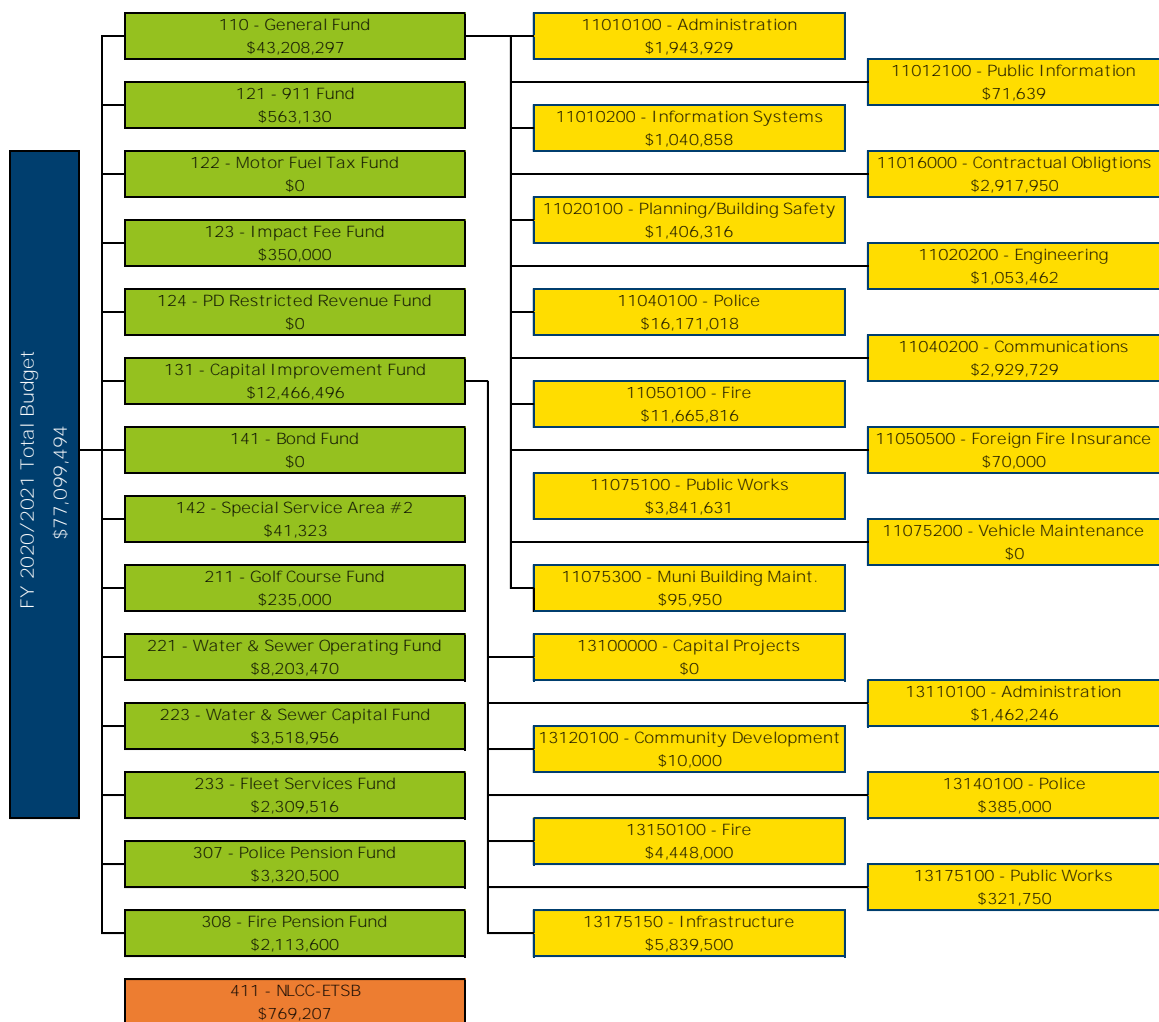 FY 2020/2021 Total Budget
$77,099,494
110 - General Fund
$43,208,297
121 - 911 Fund
$563,130
122 - Motor Fuel Tax Fund
$0
123 - Impact Fee Fund
$350,000
124 - PD Restricted Revenue Fund
$0
131 - Capital Improvement Fund
$12,466,496
141 - Bond Fund
$0
142 - Special Service Area #2
$41,323
211 - Golf Course Fund
$235,000
221 - Water & Sewer Operating Fund
$8,203,470
223 - Water & Sewer Capital Fund
$3,518,956
233 - Fleet Services Fund
$2,309,516
307 - Police Pension Fund
$3,320,500
308 - Fire Pension Fund
$2,113,600
411 - NLCC-ETSB
$769,207
11010100 - Administration
$1,943,929
11012100 - Public Information
$71,639
11010200 - Information Systems
$1,040,858
11016000 - Contractual Obligtions
$2,917,950
11020100 - Planning/Building Safety
$1,406,316
11020200 - Engineering
$1,053,462
11040100 - Police
$16,171,018
11040200 - Communications
$2,929,729
11050100 - Fire
$11,665,816
11050500 - Foreign Fire Insurance
$70,000
11075100 - Public Works
$3,841,631
11075200 - Vehicle Maintenance
$0
11075300 - Muni Building Maint.
$95,950
13100000 - Capital Projects
$0
13110100 - Administration
$1,462,246
13120100 - Community Development
$10,000
13140100 - Police
$385,000
13150100 - Fire
$4,448,000
13175100 - Public Works
$321,750
13175150 - Infrastructure
$5,839,500